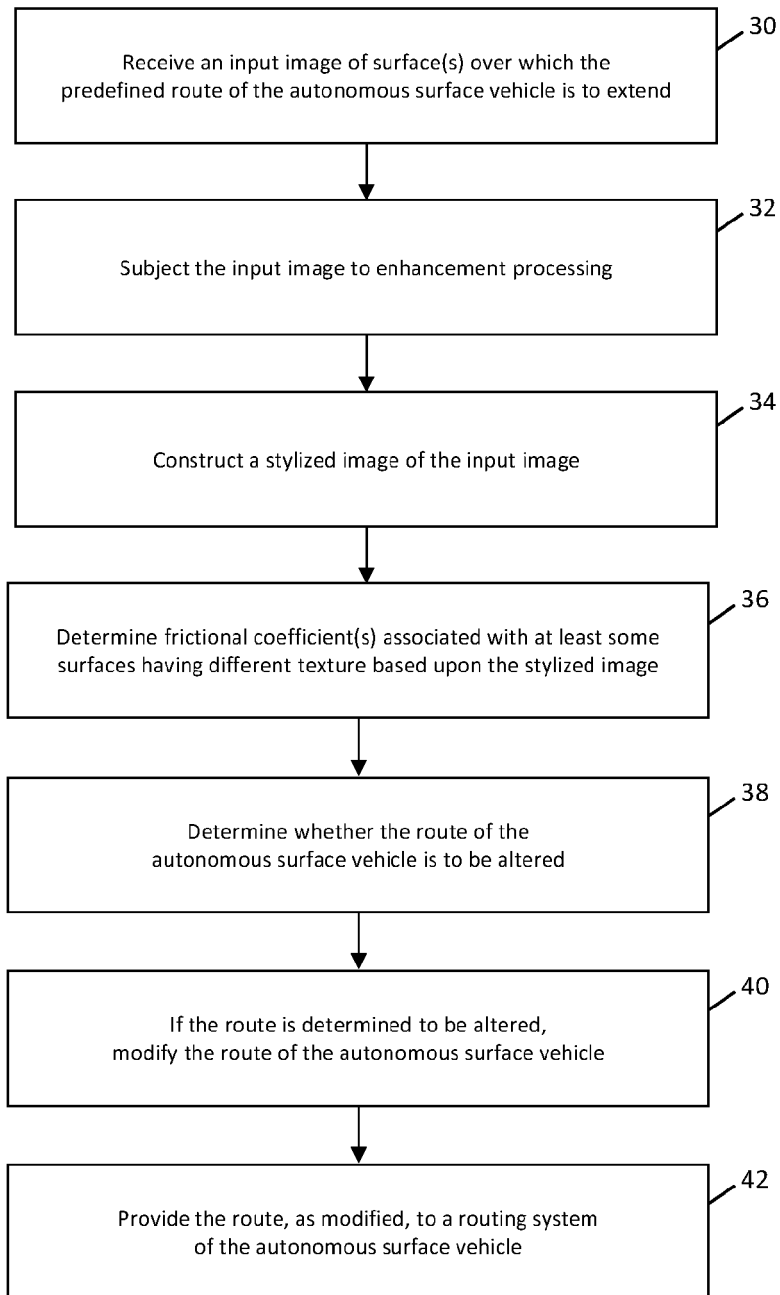 30
Receive an input image of surface(s) over which the
predefined route of the autonomous surface vehicle is to extend
32
Subject the input image to enhancement processing
34
Construct a stylized image of the input image
36
Determine frictional coefficient(s) associated with at least some
surfaces having different texture based upon the stylized image
38
Determine whether the route of the
autonomous surface vehicle is to be altered
40
If the route is determined to be altered,
modify the route of the autonomous surface vehicle
42
Provide the route, as modified, to a routing system
of the autonomous surface vehicle